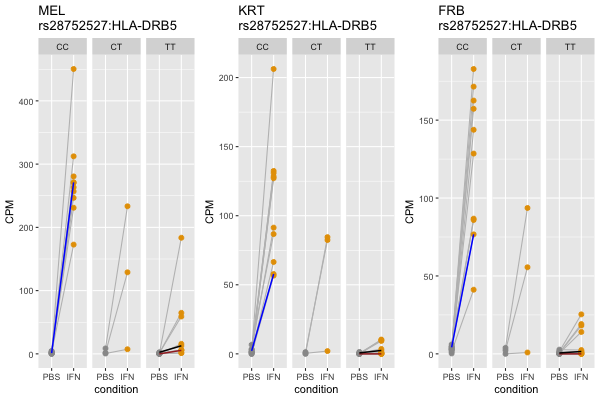 MEL
rs28752527:HLA-DRB5
CC CT TT
400
300
200
100
0
CPM
PBS IFN PBS IFN PBS IFN
condition
KRT
rs28752527:HLA-DRB5
CC CT TT
200
150
100
50
0
CPM
PBS IFN PBS IFN PBS IFN
condition
FRB
rs28752527:HLA-DRB5
CC CT TT
150
100
50
0
CPM
PBS IFN PBS IFN PBS IFN
condition